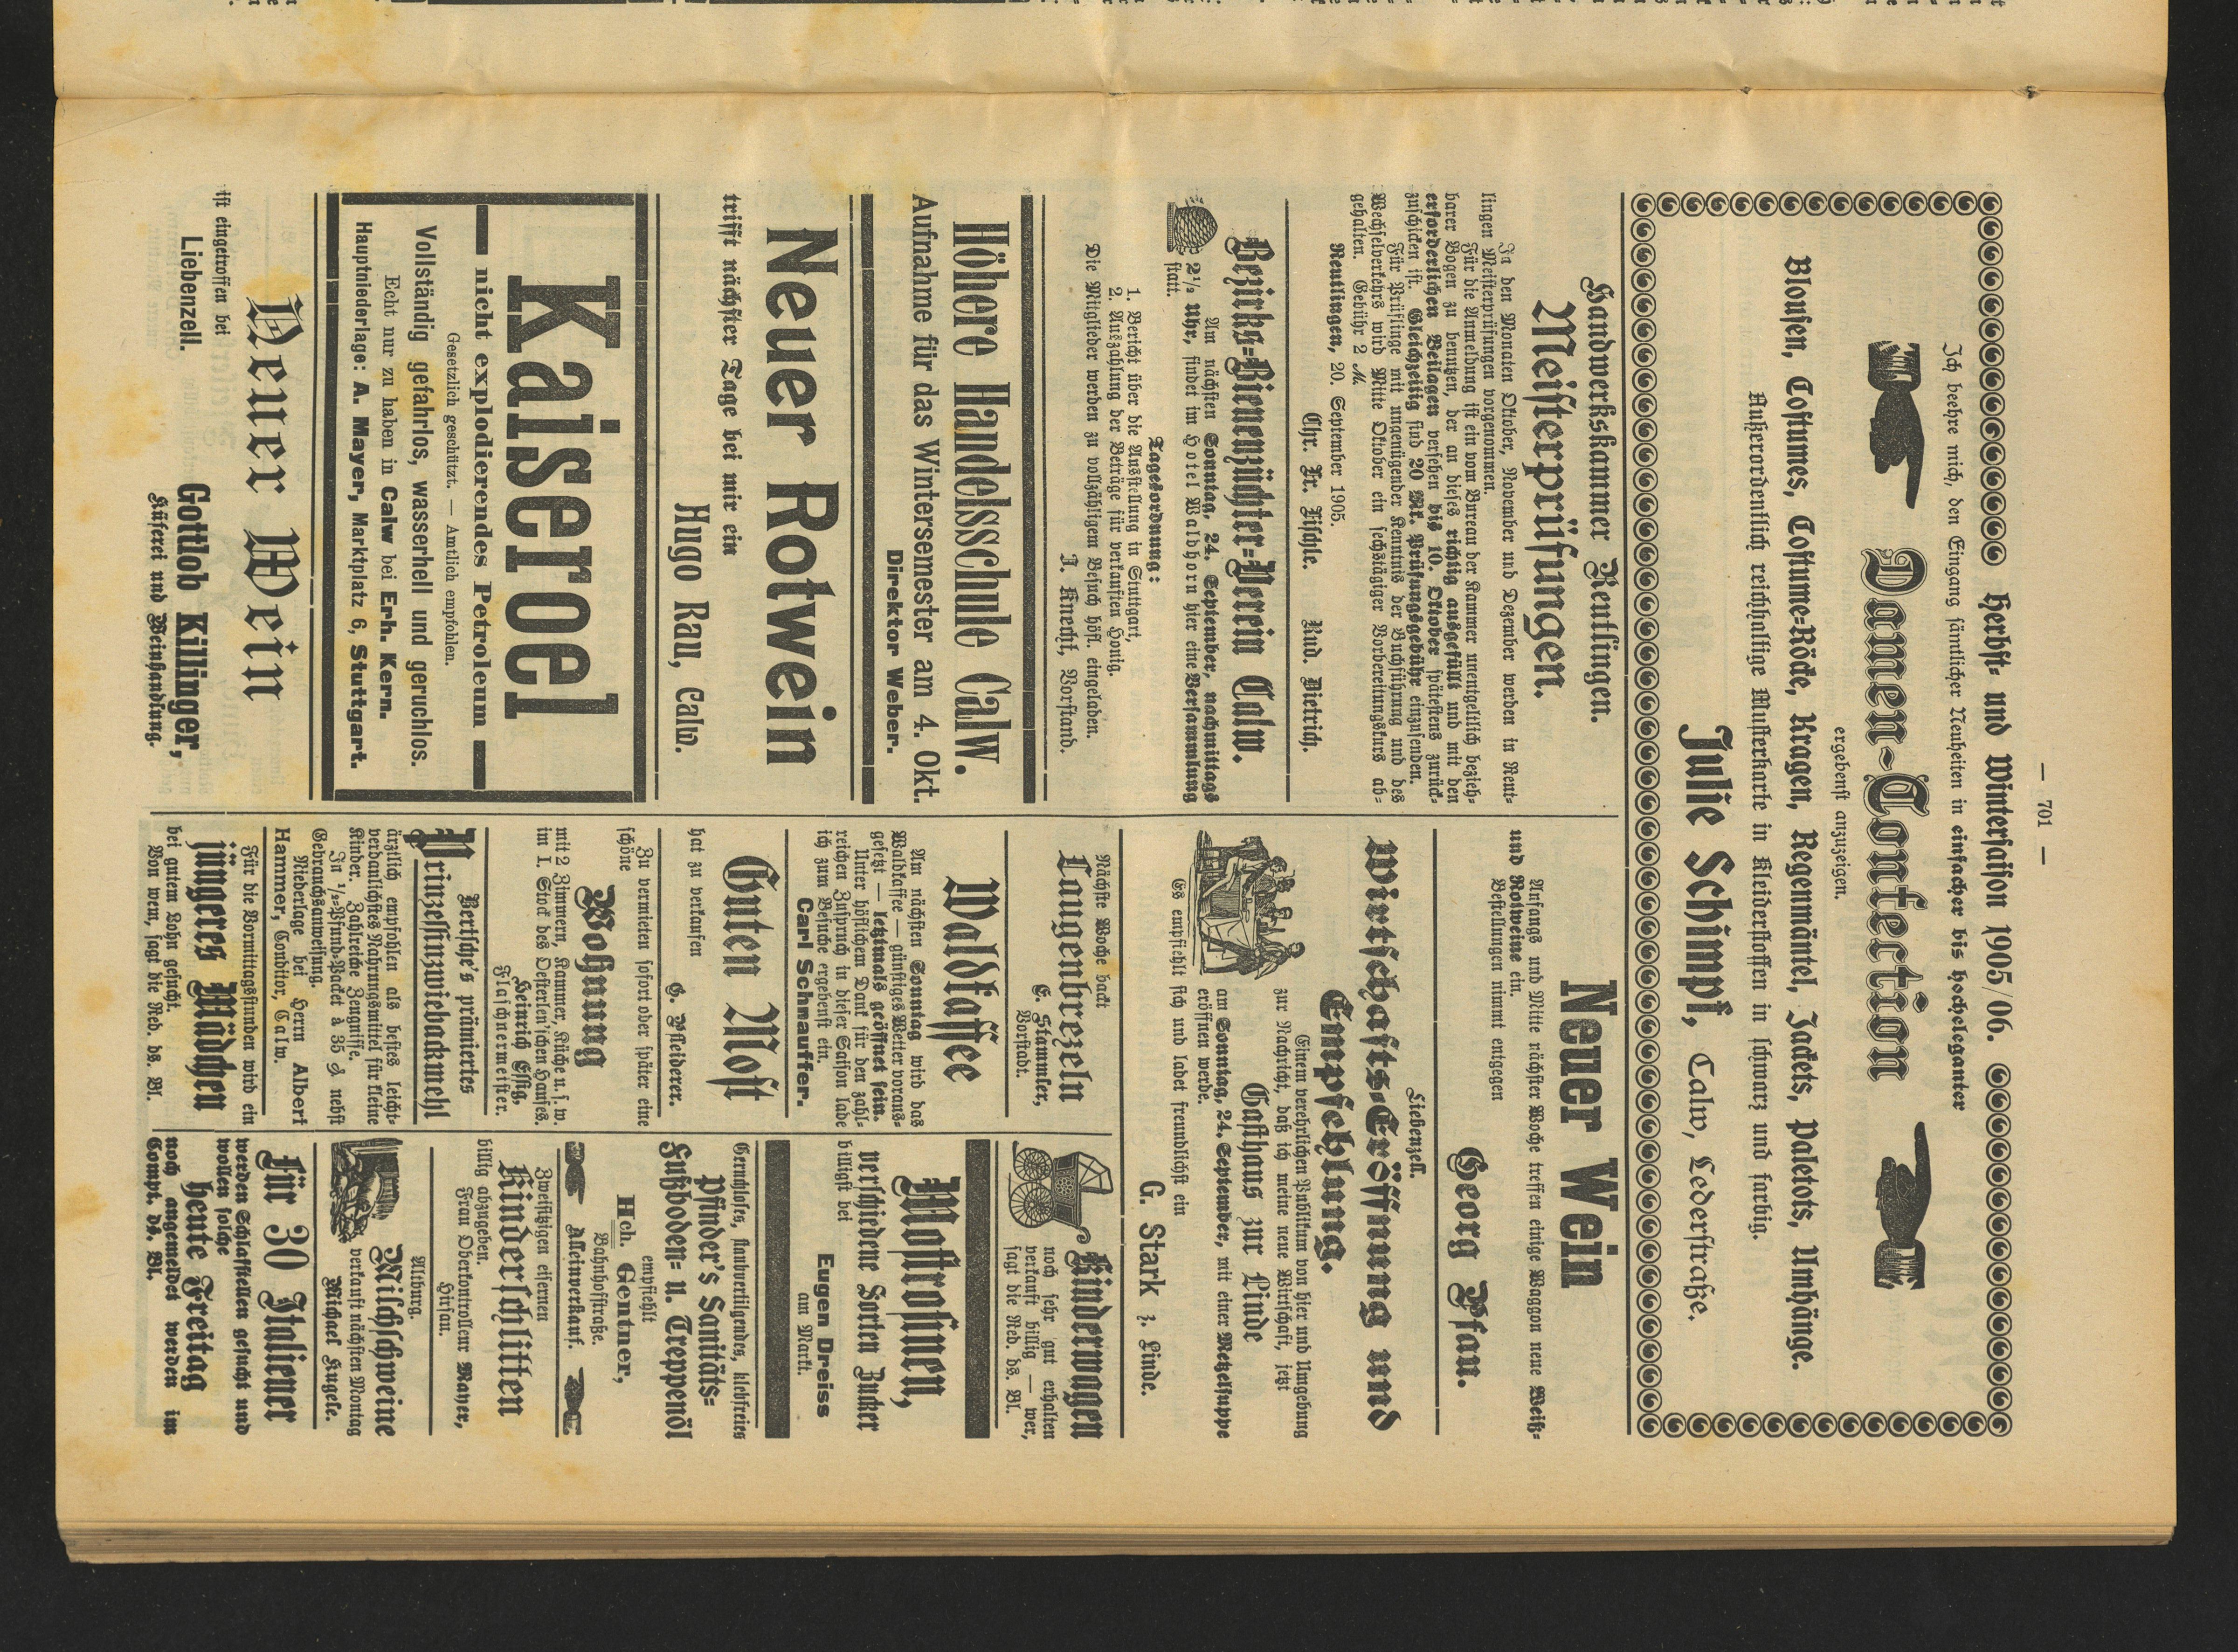 — 701 —
Herbst- und Wintersaison 1905/06.
Ich beehre mich, den Eingang sämtlicher Neuheiten in einfacher bis hocheleganter
Damen-Confection
ergebenst anzuzeigen.
Blousen, Costumes, Costume-Röcke, Kragen, Regenmäntel, Jackets, Paletots, Umhänge.
Außerordentlich reichhaltige Musterkarte in Kleiderstoffen in schwarz und farbig.
Julie Schimpf, Calw, Lederstraße.
Handwerkskammer Reutlingen.
Meisterprüfungen.
In den Monaten Oktober, November und Dezember werden in Reut-
lingen Meisterprüfungen vorgenommen.
Für die Anmeldung ist ein vom Bureau der Kammer unentgeltlich bezieh-
barer Bogen zu benutzen, der an dieses richtig ausgefüllt und mit den
erforderlichen Beilagen versehen bis 10. Oktober spätestens zurück-
zuschicken ist. Gleichzeitig sind 20 Mk. Prüfungsgebühr einzusenden.
Für Prüflinge mit ungenügender Kenntnis der Buchführung und des
Wechselverkehrs wird Mitte Oktober ein sechstägiger Vorbereitungskurs ab-
gehalten. Gebühr 2 M.
Reutlingen, 20. September 1905.
Chr. Fr. Fischle. Rud. Dietrich.
Bezirks-Bienenzüchter-Verein Calw.
Am nächsten Sonntag, 24. September, nachmittags
2½ Uhr, findet im Hotel Waldhorn hier eine Versammlung
statt.
Tagesordnung:
1. Bericht über die Ausstellung in Stuttgart,
2. Auszahlung der Beträge für verkauften Honig.
Die Mitglieder werden zu vollzähligem Besuch höfl. eingeladen.
J. Knecht, Vorstand.
Höhere Handelsschule Calw.
Aufnahme für das Wintersemester am 4. Okt.
Direktor Weber.
Neuer Rotwein
trifft nächster Tage bei mir ein
Hugo Rau, Calw.
Kaiseroel
nicht explodierendes Petroleum
Gesetzlich geschützt. — Amtlich empfohlen.
Vollständig gefahrlos, wasserhell und geruchlos.
Echt nur zu haben in Calw bei Erh. Kern.
Hauptniederlage: A. Mayer, Marktplatz 6, Stuttgart.
Neuer Wein
ist eingetroffen bei
Liebenzell. Gottlob Killinger,
Küferei und Weinhandlung.
Neuer Wein
Anfangs und Mitte nächster Woche treffen einige Waggon neue Weiß-
und Rotweine ein.
Bestellungen nimmt entgegen
Georg Pfau.
Liebenzell.
Wirtschafts-Eröffnung und
Empfehlung.
Einem verehrlichen Publikum von hier und Umgebung
zur Nachricht, daß ich meine neue Wirtschaft, jetzt
Gasthaus zur Linde
am Sonntag, 24. September, mit einer Metzelsuppe
eröffnen werde.
Es empfiehlt sich und ladet freundlichst ein
G. Stark z. Linde.
Nächste Woche backt
Laugenbrezeln
E. Stammler,
Vorstadt.
Waldkaffee
Am nächsten Sonntag wird das
Waldkaffee — günstiges Wetter voraus-
gesetzt — letztmals geöffnet sein.
Unter höflichem Dank für den zahl-
reichen Zuspruch in dieser Saison lade
ich zum Besuche ergebenst ein.
Carl Schnauffer.
Guten Most
hat zu verkaufen
G. Pfleiderer.
Zu vermieten sofort oder später eine
schöne
Wohnung
mit 2 Zimmern, Kammer, Küche u. s. w.
im I. Stock des Oesterlen'schen Hauses.
Heinrich Essig,
Flaschnermeister.
Bertsche's prämiertes
Prinzessinzwiebackmehl
ärztlich empfohlen als bestes leicht-
verdaulichstes Nahrungsmittel für kleine
Kinder. Zahlreiche Zeugnisse.
In ½-Pfund-Packet à 35 ₰ nebst
Gebrauchsanweisung.
Niederlage bei Herrn Albert
Hammer, Conditor, Calw.
Für die Vormittagsstunden wird ein
jüngeres Mädchen
bei gutem Lohn gesucht.
Von wem, sagt die Red. ds. Bl.
Kinderwagen
noch sehr gut erhalten
verkauft billig — wer,
sagt die Red. ds. Bl.
Mostrosinen,
verschiedene Sorten Zucker
billigst bei
Eugen Dreiss
am Markt.
Geruchloses, staubvertilgendes, klebfreies
Pfinder's Sanitäts-
Fußboden- u. Treppenöl
empfiehlt
Hch. Gentner,
Bahnhofstraße.
Alleinverkauf.
Zweisitzigen eisernen
Kinderschlitten
billig abzugeben.
Frau Oberkontrolleur Mayer,
Hirsau.
Altburg.
Milchschweine
verkauft nächsten Montag
Michael Kugele.
Für 30 Italiener
werden Schlafstellen gesucht und
wollen solche
heute Freitag
noch angemeldet werden im
Compt. ds. Bl.